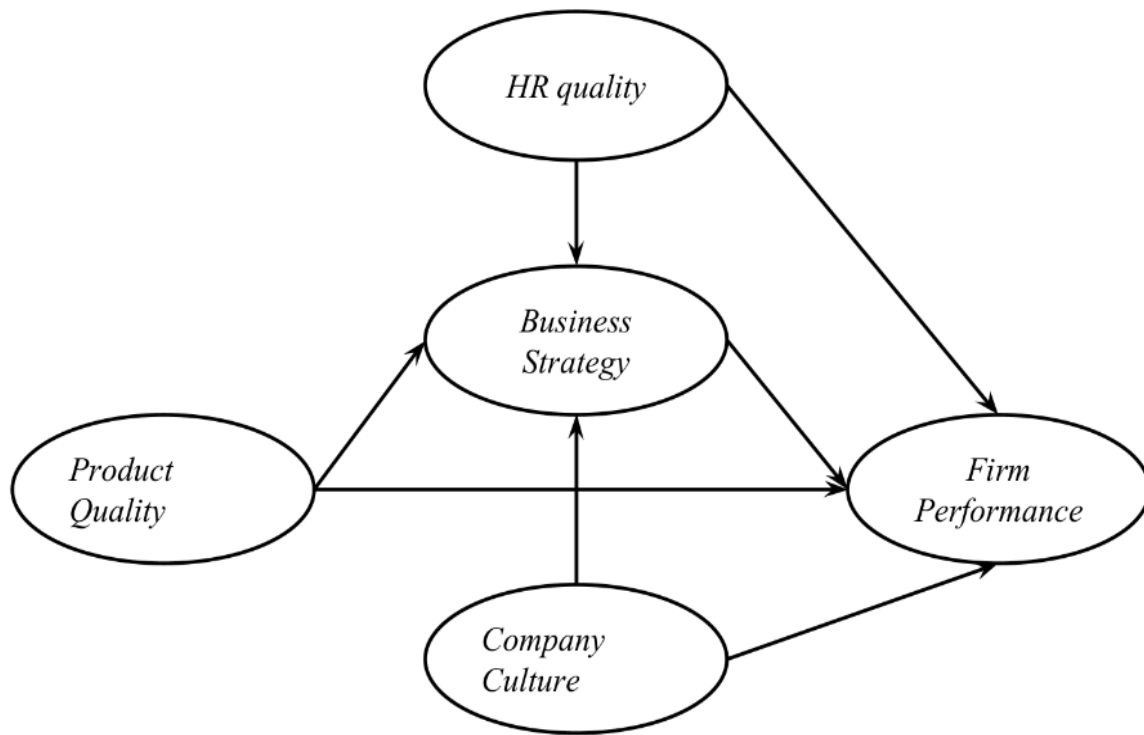 HR quality
Business
Strategy
Product
Quality
Firm
Performance
Company
Culture